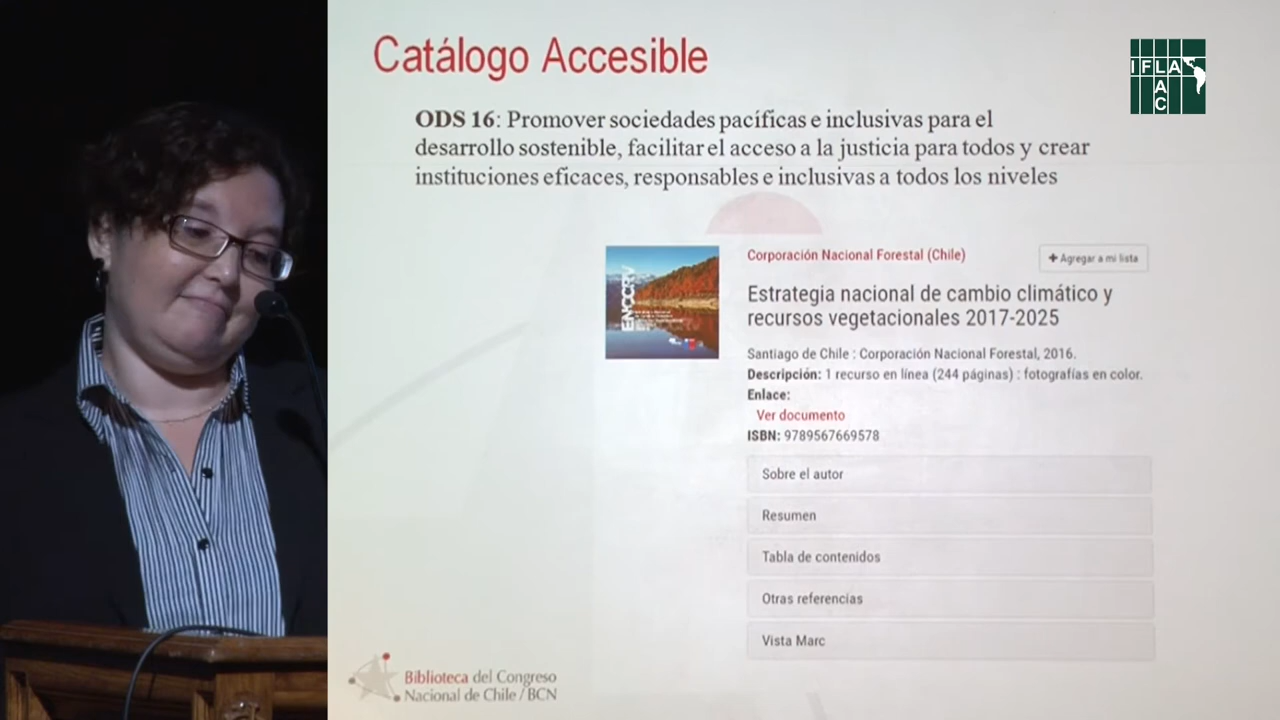 Catálogo Accesible
IFLA
LAC
ODS 16: Promover sociedades pacíficas e inclusivas para el
desarrollo sostenible, facilitar el acceso a la justicia para todos y crear
instituciones eficaces, responsables e inclusivas a todos los niveles
Corporación Nacional Forestal (Chile)
Agregar a mi lista
ENCCRV
Estrategia nacional de cambio climático y
recursos vegetacionales 2017-2025
Santiago de Chile : Corporación Nacional Forestal, 2016.
Descripción: 1 recurso en línea (244 páginas) : fotografías en color.
Enlace:
Ver documento
ISBN: 9789567669578
Sobre el autor
Resumen
Tabla de contenidos
Otras referencias
Vista Marc
Biblioteca del Congreso
Nacional de Chile / BCN